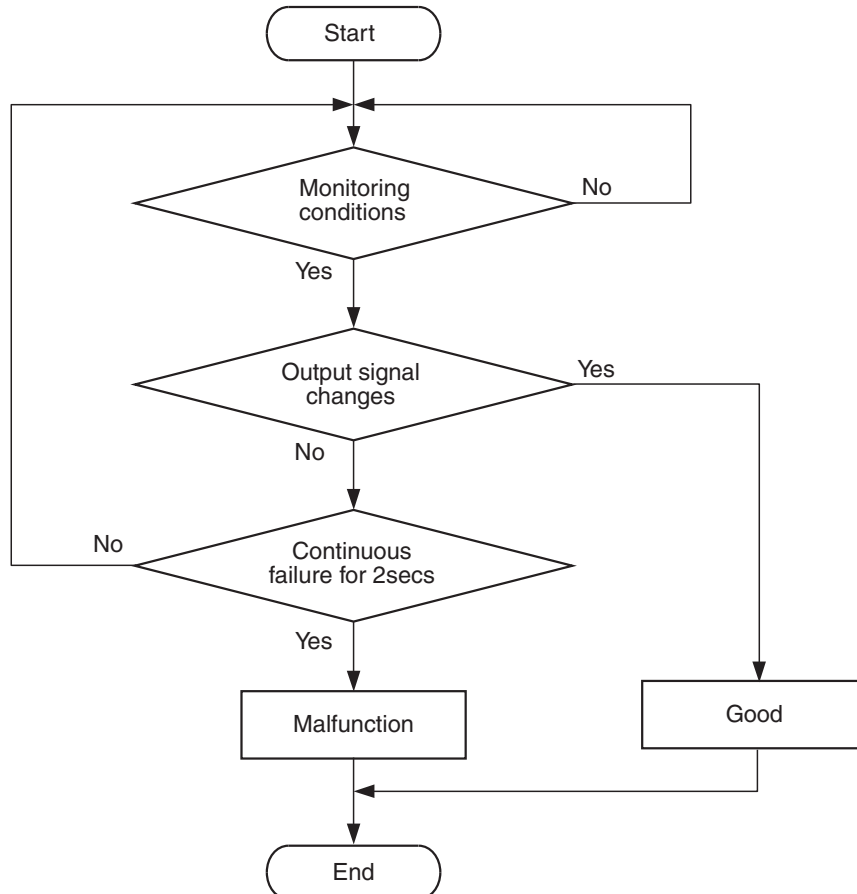 Start
Monitoring
conditions
No
Yes
Output signal
changes
Yes
No
Continuous
failure for 2secs
No
Yes
Malfunction
Good
End